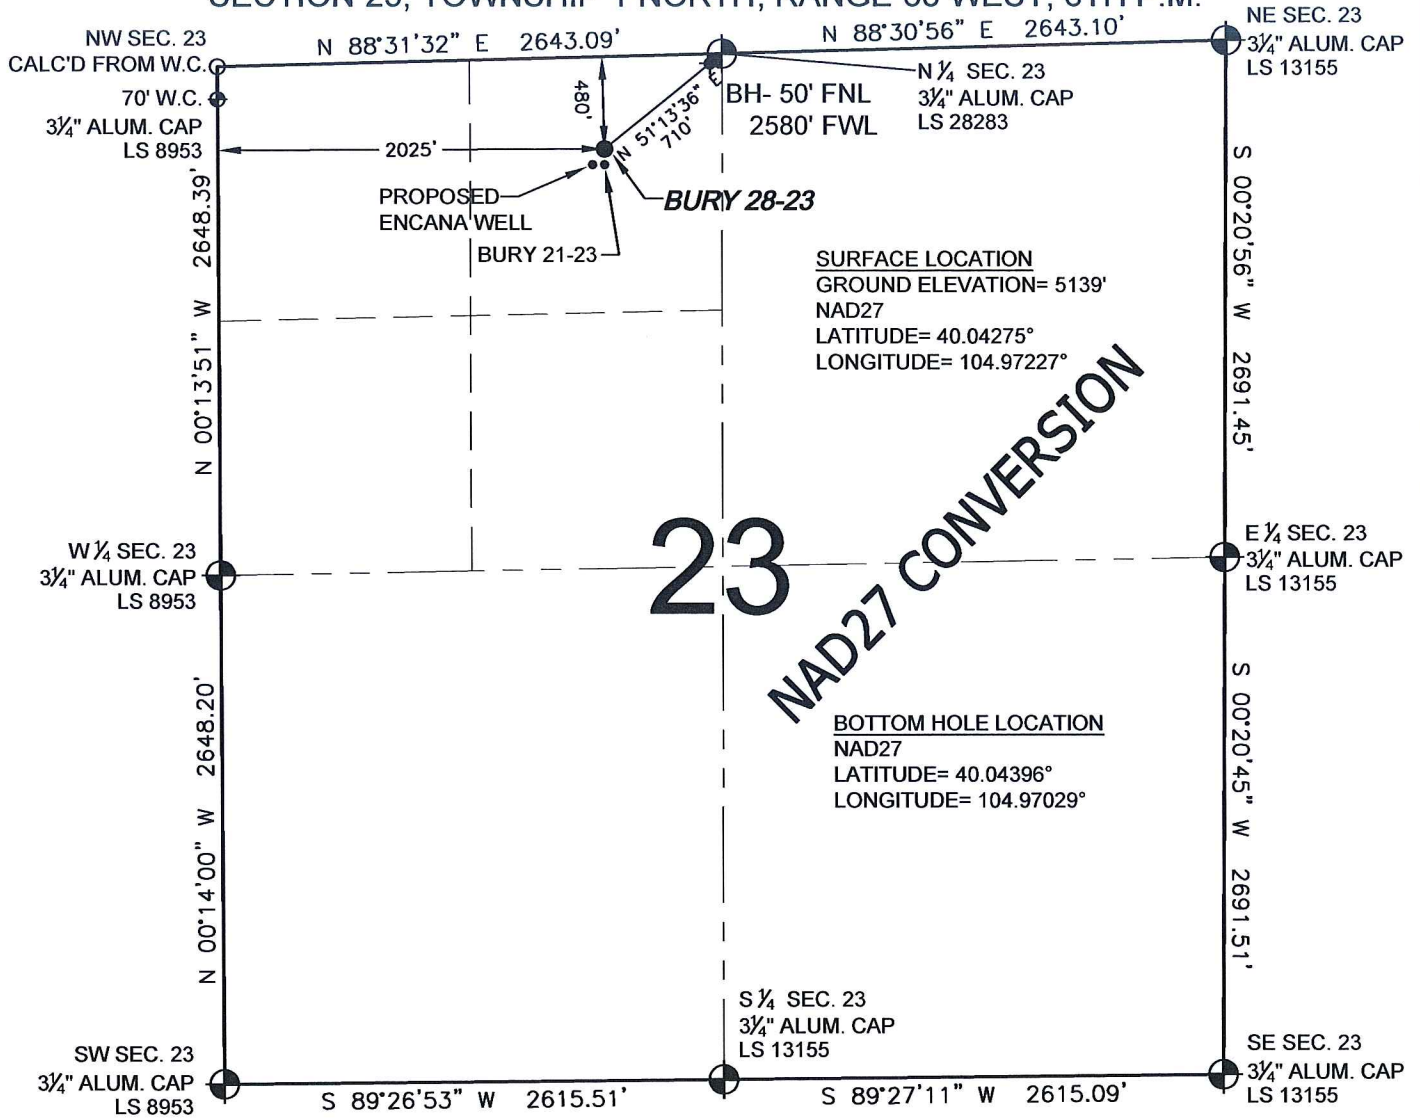 NW SEC. 23
CALC'D FROM W.C.
70' W.C.
3¼" ALUM. CAP
LS 8953
N 88°31'32" E 2643.09'
N 88°30'56" E 2643.10'
NE SEC. 23
3¼" ALUM. CAP
LS 13155
N ¼ SEC. 23
3¼" ALUM. CAP
LS 28283
BH- 50' FNL
2580' FWL
480'
N 51°13'36" E
710'
2025'
PROPOSED
ENCANA WELL
BURY 28-23
BURY 21-23
N 00°13'51" W 2648.39'
S 00°20'56" W 2691.45'
SURFACE LOCATION
GROUND ELEVATION= 5139'
NAD27
LATITUDE= 40.04275°
LONGITUDE= 104.97227°
NAD27 CONVERSION
23
W ¼ SEC. 23
3¼" ALUM. CAP
LS 8953
E ¼ SEC. 23
3¼" ALUM. CAP
LS 13155
N 00°14'00" W 2648.20'
S 00°20'45" W 2691.51'
BOTTOM HOLE LOCATION
NAD27
LATITUDE= 40.04396°
LONGITUDE= 104.97029°
S ¼ SEC. 23
3¼" ALUM. CAP
LS 13155
SW SEC. 23
3¼" ALUM. CAP
LS 8953
S 89°26'53" W 2615.51'
S 89°27'11" W 2615.09'
SE SEC. 23
3¼" ALUM. CAP
LS 13155